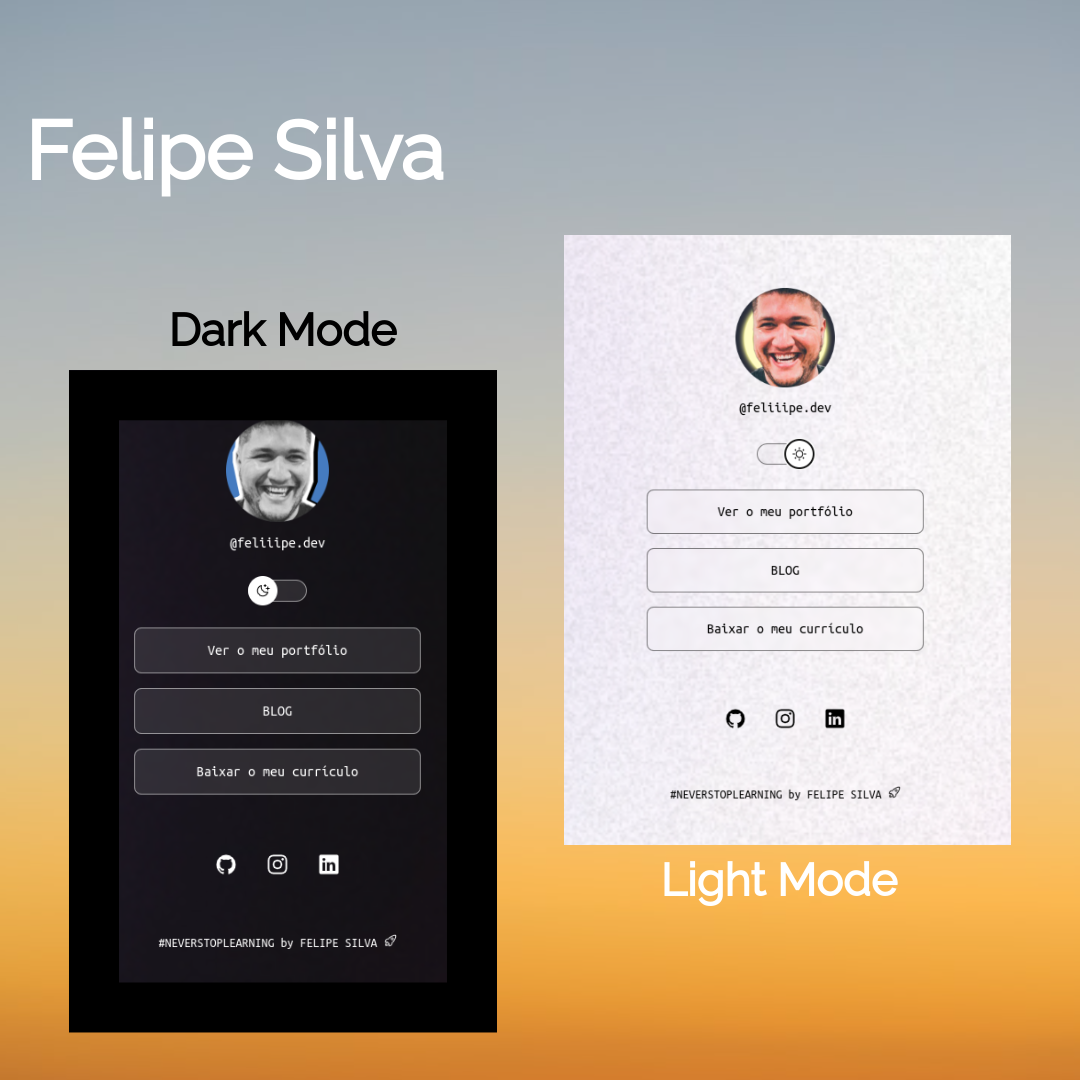 Felipe Silva
Dark Mode
@feliiipe.dev
Ver o meu portfólio
BLOG
Baixar o meu currículo
#NEVERSTOPLEARNING by FELIPE SILVA
@feliiipe.dev
Ver o meu portfólio
BLOG
Baixar o meu currículo
#NEVERSTOPLEARNING by FELIPE SILVA
Light Mode